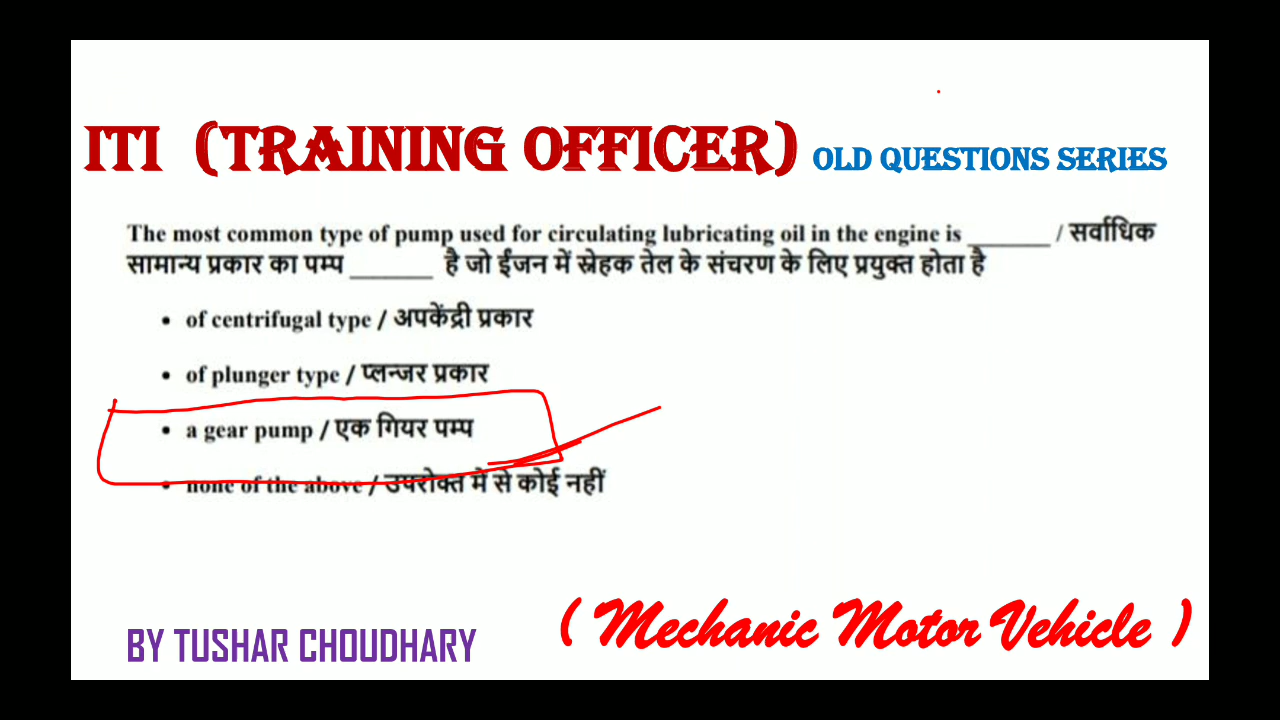 ITI (TRAINING OFFICER) OLD QUESTIONS SERIES
The most common type of pump used for circulating lubricating oil in the engine is _______ / सर्वाधिक
सामान्य प्रकार का पम्प _______ है जो ईंजन में स्नेहक तेल के संचरण के लिए प्रयुक्त होता है
• of centrifugal type / अपकेंद्री प्रकार
• of plunger type / प्लन्जर प्रकार
• a gear pump / एक गियर पम्प
• none of the above / उपरोक्त में से कोई नहीं
BY TUSHAR CHOUDHARY
( Mechanic Motor Vehicle )